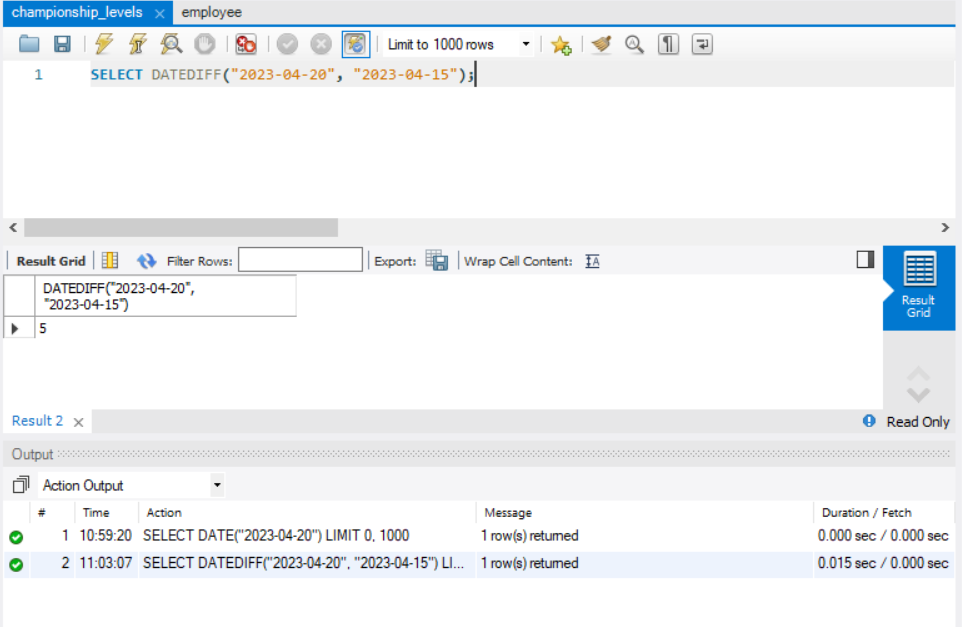 championship_levels × employee
Limit to 1000 rows
1 SELECT DATEDIFF("2023-04-20", "2023-04-15");
Result Grid Filter Rows: Export: Wrap Cell Content: IA
DATEDIFF("2023-04-20",
"2023-04-15")
5
Result
Grid
Result 2 × Read Only
Output
Action Output
# Time Action Message Duration / Fetch
1 10:59:20 SELECT DATE("2023-04-20") LIMIT 0, 1000 1 row(s) returned 0.000 sec / 0.000 sec
2 11:03:07 SELECT DATEDIFF("2023-04-20", "2023-04-15") LI... 1 row(s) returned 0.015 sec / 0.000 sec